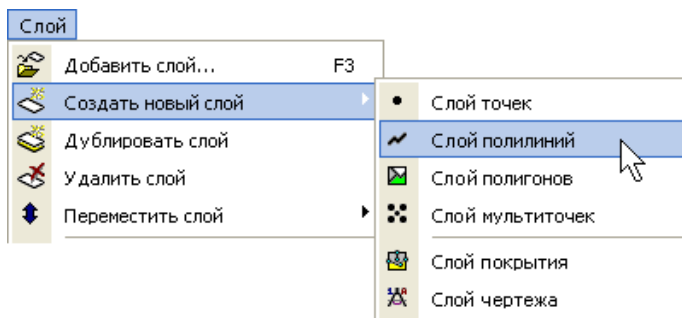 Слой
Добавить слой... F3
Создать новый слой
Дублировать слой
Удалить слой
Переместить слой
Слой точек
Слой полилиний
Слой полигонов
Слой мультиточек
Слой покрытия
Слой чертежа